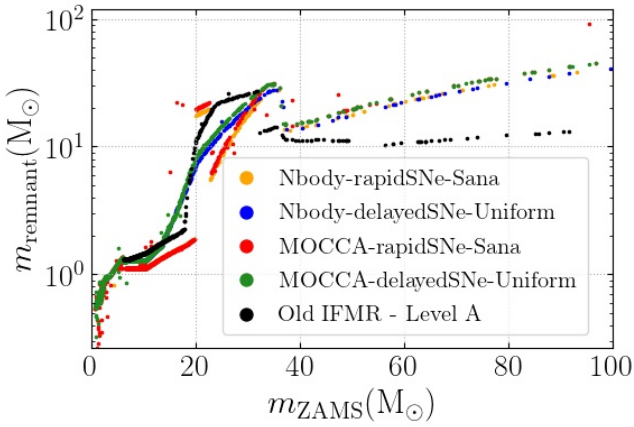 10²
10¹
10⁰
m_remnant(M_⊙)
Nbody-rapidSNe-Sana
Nbody-delayedSNe-Uniform
MOCCA-rapidSNe-Sana
MOCCA-delayedSNe-Uniform
Old IFMR - Level A
0 20 40 60 80 100
m_ZAMS(M_⊙)